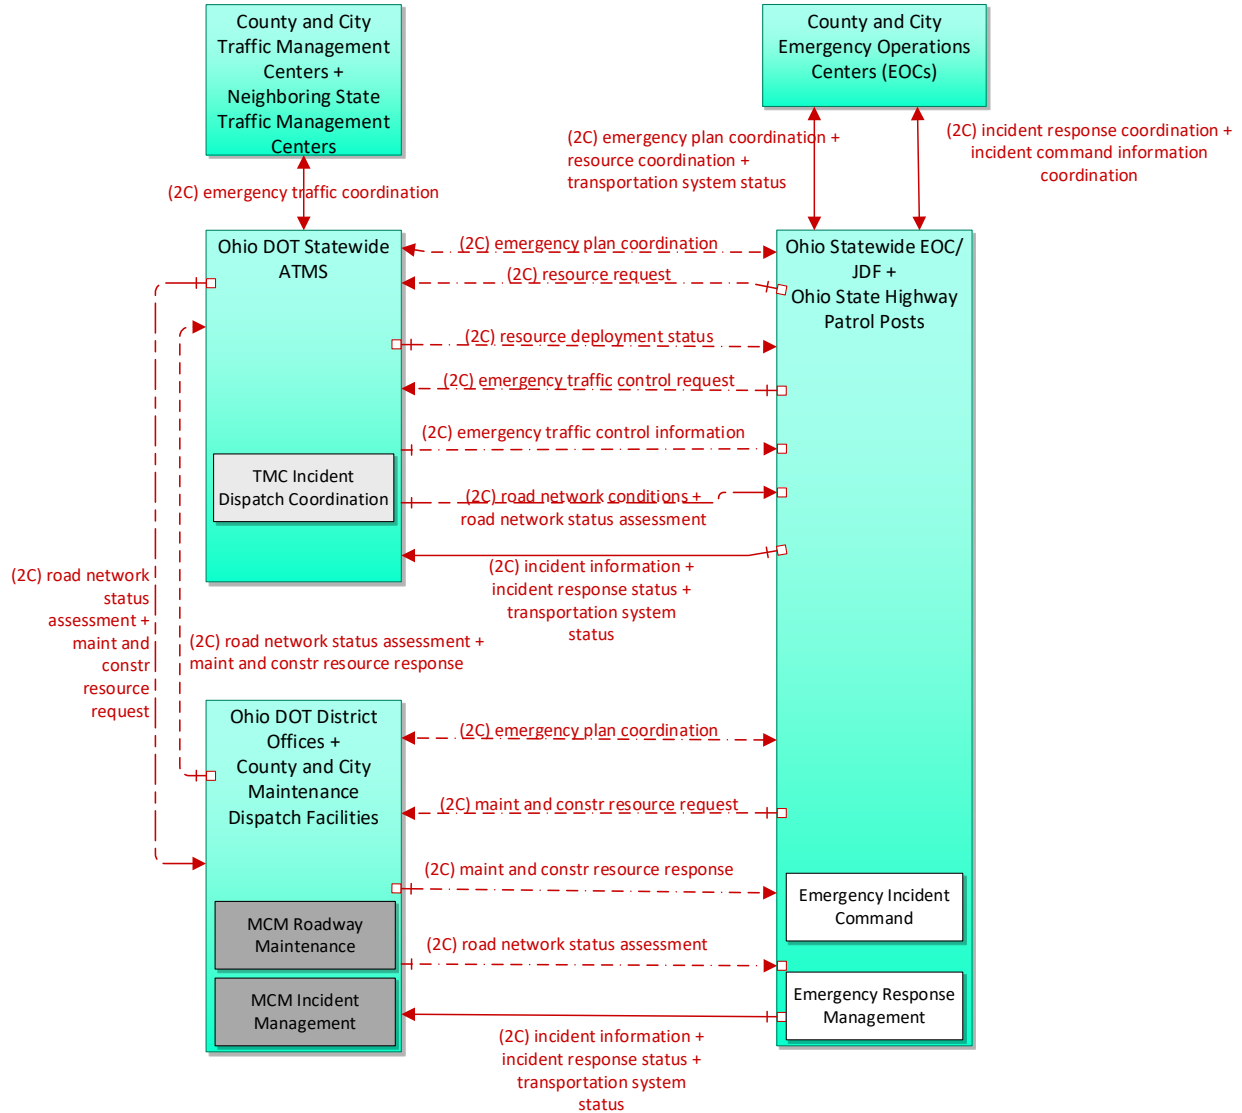 County and City
Traffic Management
Centers +
Neighboring State
Traffic Management
Centers
County and City
Emergency Operations
Centers (EOCs)
(2C) emergency plan coordination +
resource coordination +
transportation system status
(2C) incident response coordination +
incident command information
coordination
(2C) emergency traffic coordination
Ohio DOT Statewide
ATMS
(2C) emergency plan coordination
(2C) resource request
(2C) resource deployment status
(2C) emergency traffic control request
(2C) emergency traffic control information
TMC Incident
Dispatch Coordination
(2C) road network conditions +
road network status assessment
(2C) incident information +
incident response status +
transportation system
status
Ohio Statewide EOC/
JDF +
Ohio State Highway
Patrol Posts
(2C) road network
status
assessment +
maint and
constr
resource
request
(2C) road network status assessment +
maint and constr resource response
Ohio DOT District
Offices +
County and City
Maintenance
Dispatch Facilities
(2C) emergency plan coordination
(2C) maint and constr resource request
(2C) maint and constr resource response
MCM Roadway
Maintenance
(2C) road network status assessment
MCM Incident
Management
Emergency Incident
Command
Emergency Response
Management
(2C) incident information +
incident response status +
transportation system
status